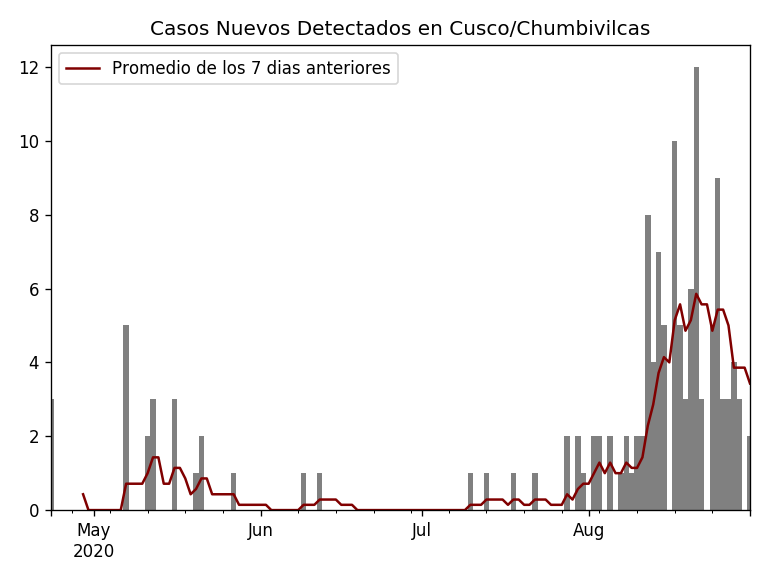 Casos Nuevos Detectados en Cusco/Chumbivilcas
Promedio de los 7 dias anteriores
12
10
8
6
4
2
0
May Jun Jul Aug
2020